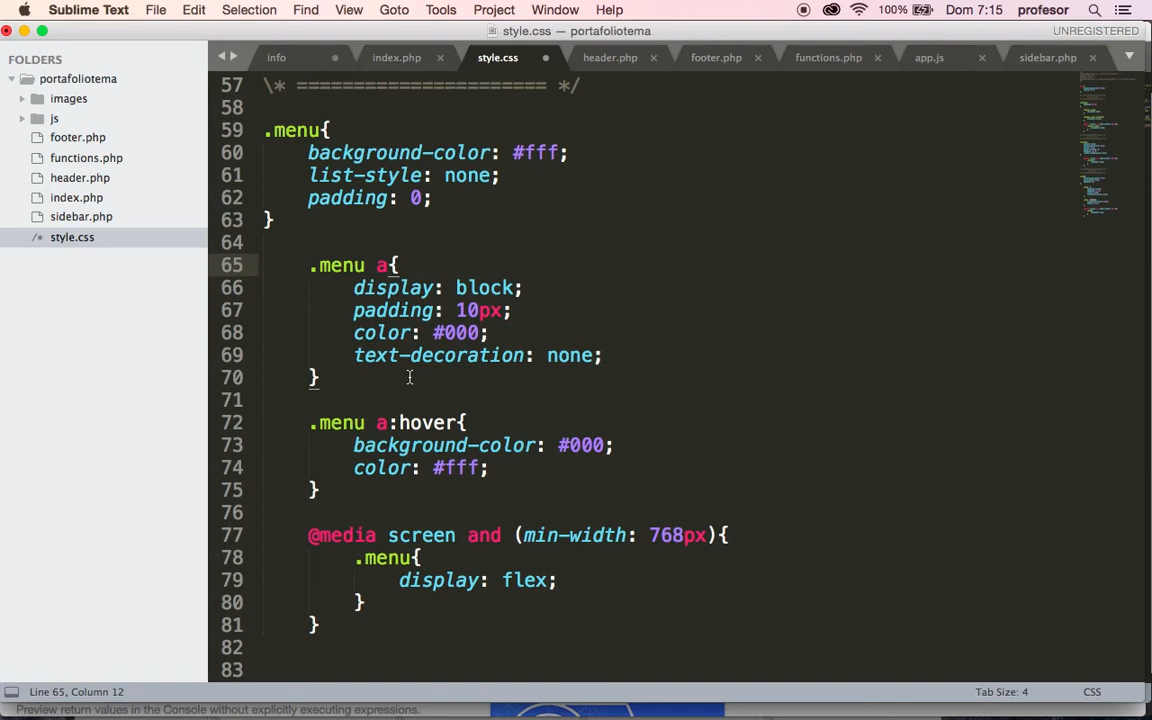 Sublime Text File Edit Selection Find View Goto Tools Project Window Help 100% Dom 7:15 profesor
style.css — portafoliotema UNREGISTERED
FOLDERS
portafoliotema
images
js
footer.php
functions.php
header.php
index.php
sidebar.php
/* style.css
info index.php style.css header.php footer.php functions.php app.js sidebar.php
57 \* ====================== */
58
59 .menu{
60 background-color: #fff;
61 list-style: none;
62 padding: 0;
63 }
64
65 .menu a{
66 display: block;
67 padding: 10px;
68 color: #000;
69 text-decoration: none;
70 }
71
72 .menu a:hover{
73 background-color: #000;
74 color: #fff;
75 }
76
77 @media screen and (min-width: 768px){
78 .menu{
79 display: flex;
80 }
81 }
82
83
Line 65, Column 12 Tab Size: 4 CSS
Preview return values in the Console without explicitly executing expressions.